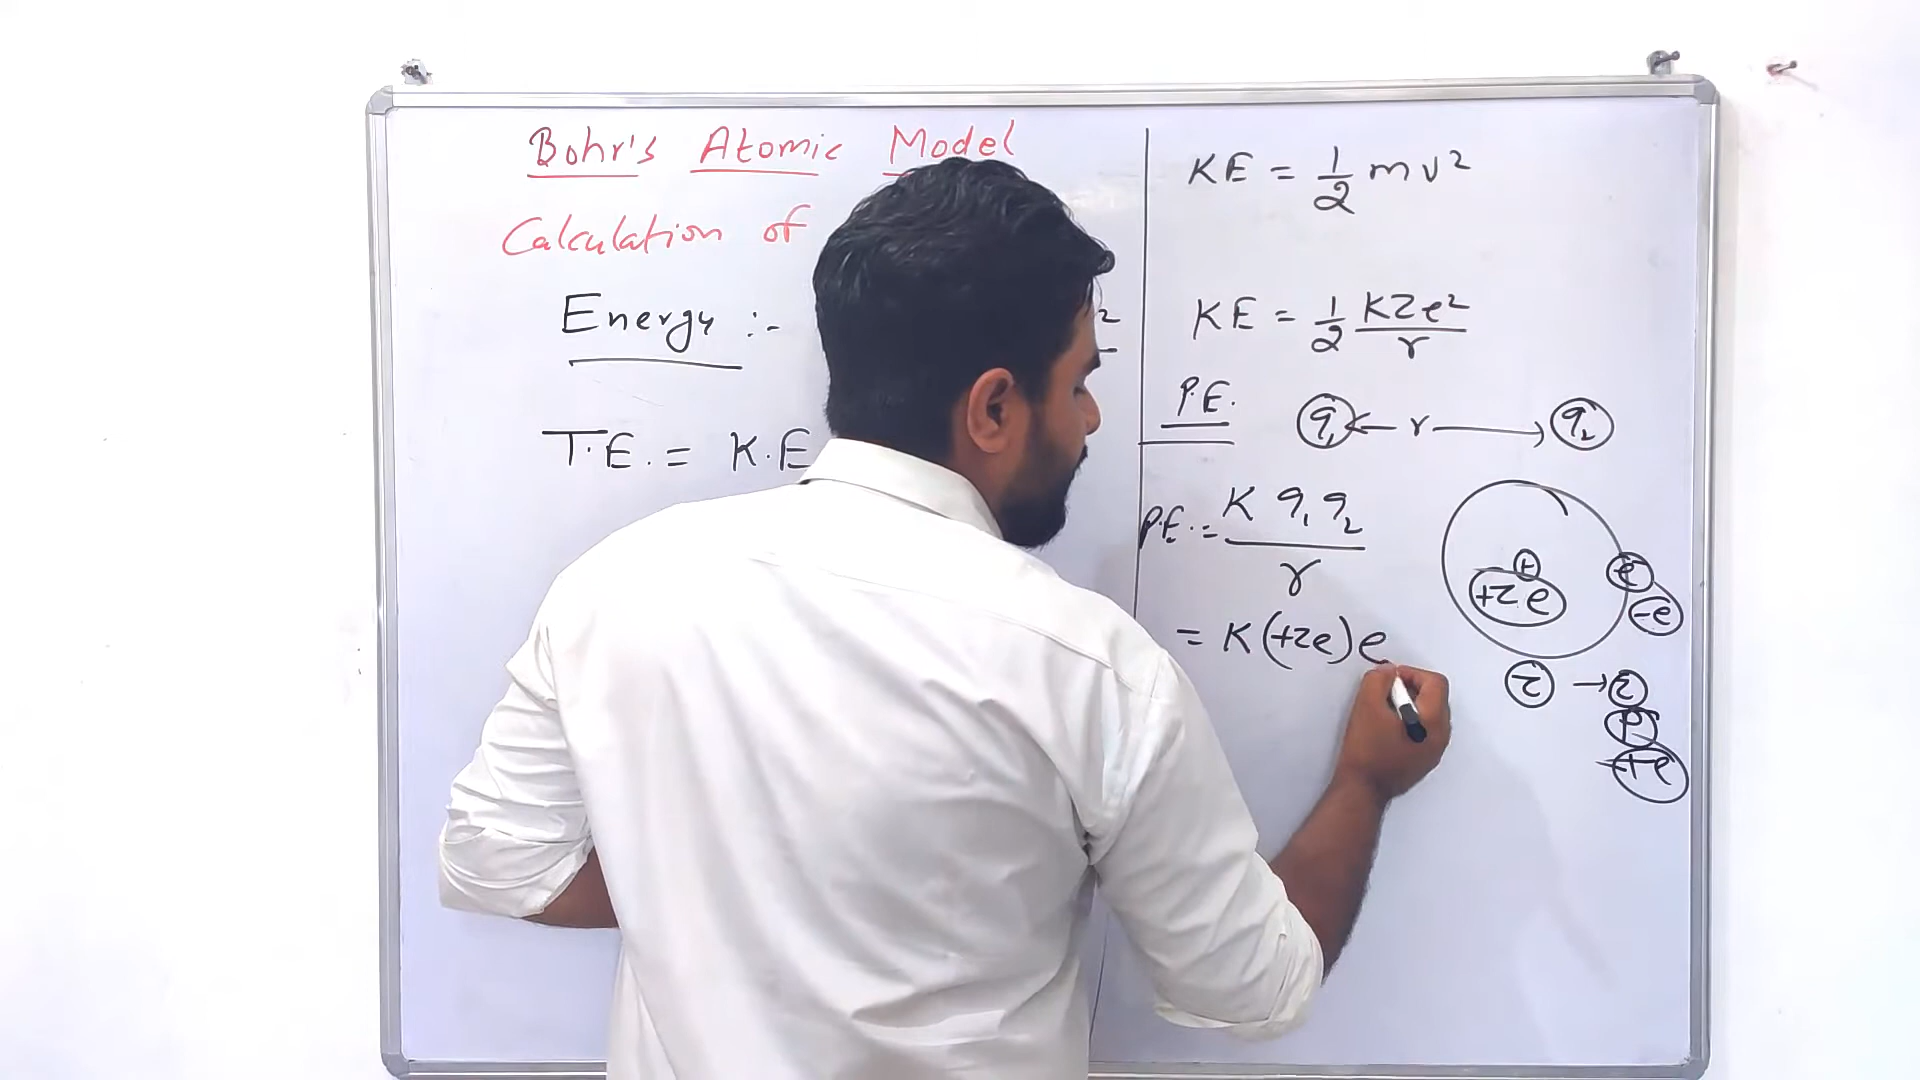 Bohr's Atomic Model
Calculation of
Energy :-
2
T.E. = K.E
KE = 1/2 mv²
KE = 1/2 KZe²/r
P.E.
q₁ ← r → q₂
P.E. = K q₁ q₂ / r
= K(+Ze)e
+
+Ze
e
-e
Z → Z
P
+e